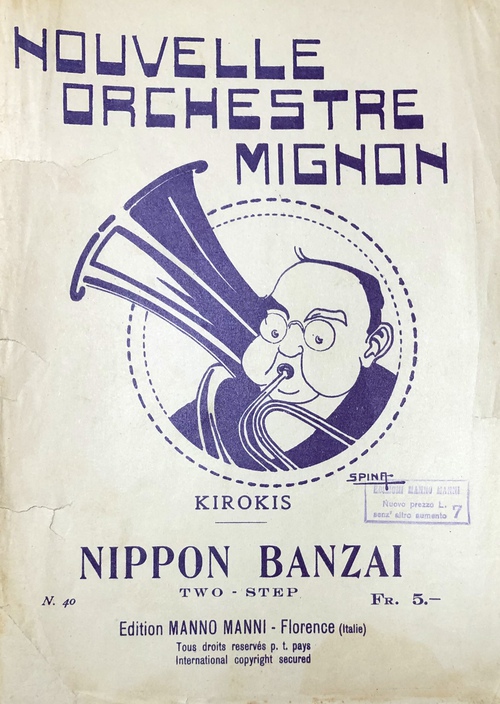 NOUVELLE
ORCHESTRE
MIGNON
SPINA
EDIZIONI MANNO MANNI
Nuovo prezzo L. 7
senz' altro aumento
KIROKIS
NIPPON BANZAI
TWO - STEP
N. 40
FR. 5.—
Edition MANNO MANNI - Florence (Italie)
Tous droits reservés p. t. pays
International copyright secured